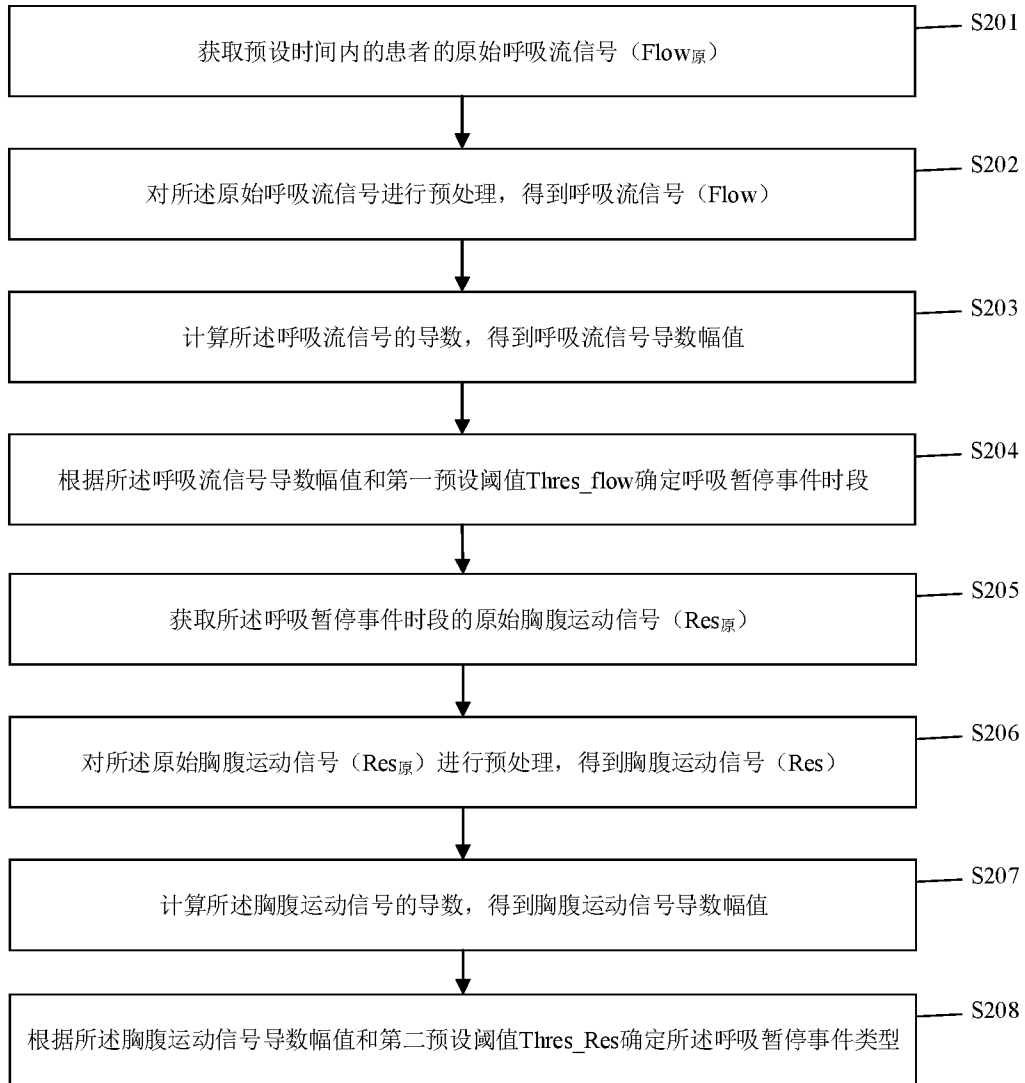 获取预设时间内的患者的原始呼吸流信号（Flow原）
S201
对所述原始呼吸流信号进行预处理，得到呼吸流信号（Flow）
S202
计算所述呼吸流信号的导数，得到呼吸流信号导数幅值
S203
根据所述呼吸流信号导数幅值和第一预设阈值Thres_flow确定呼吸暂停事件时段
S204
获取所述呼吸暂停事件时段的原始胸腹运动信号（Res原）
S205
对所述原始胸腹运动信号（Res原）进行预处理，得到胸腹运动信号（Res）
S206
计算所述胸腹运动信号的导数，得到胸腹运动信号导数幅值
S207
根据所述胸腹运动信号导数幅值和第二预设阈值Thres_Res确定所述呼吸暂停事件类型
S208